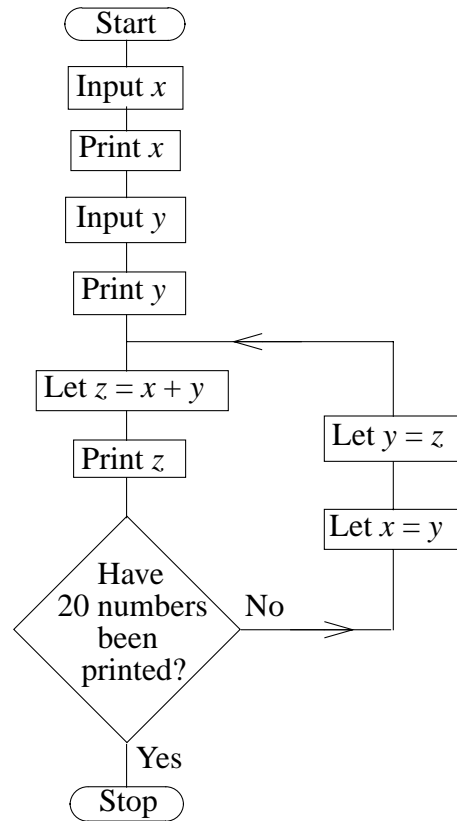 Start
Input x
Print x
Input y
Print y
Let z = x + y
Print z
Have
20 numbers
been
printed?
No
Let x = y
Let y = z
Yes
Stop